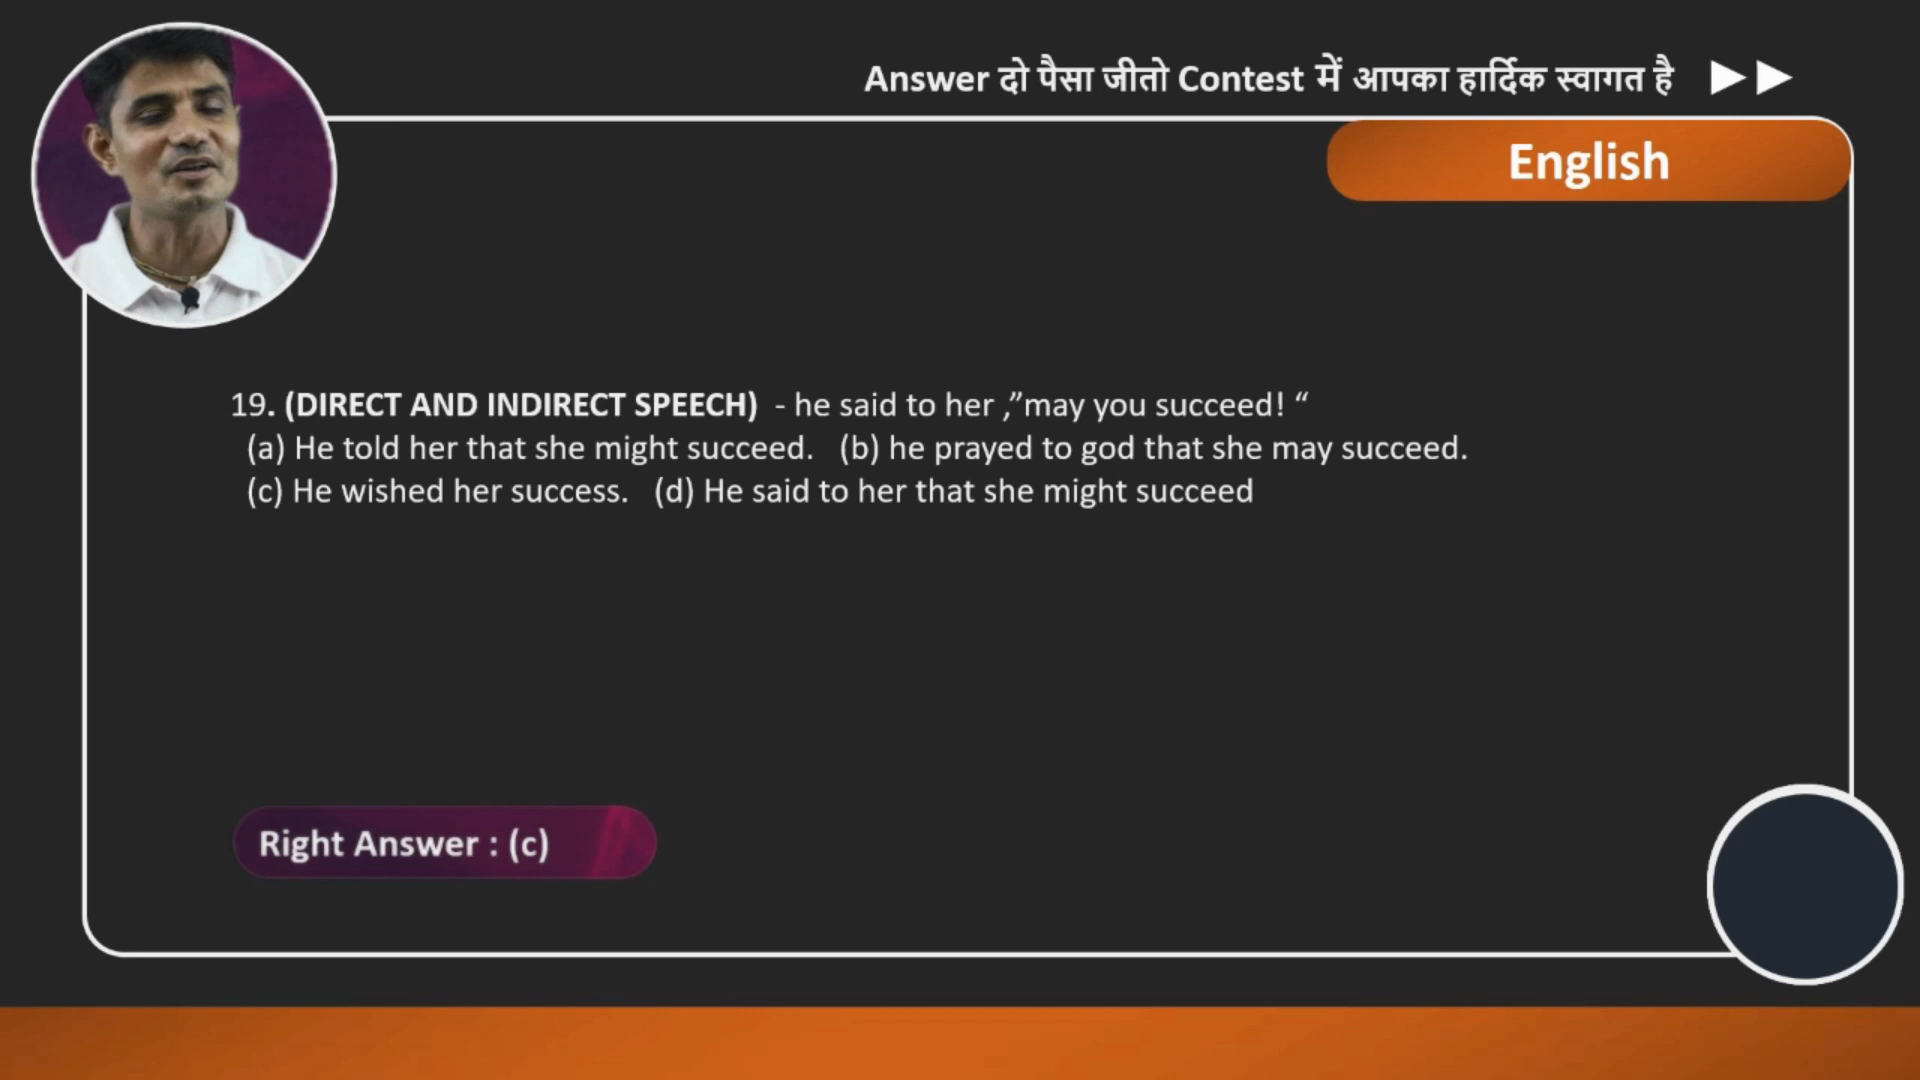 Answer दो पैसा जीतो Contest में आपका हार्दिक स्वागत है
English
19. (DIRECT AND INDIRECT SPEECH)  - he said to her ,”may you succeed! “
(a) He told her that she might succeed.   (b) he prayed to god that she may succeed.
(c) He wished her success.   (d) He said to her that she might succeed
Right Answer : (c)